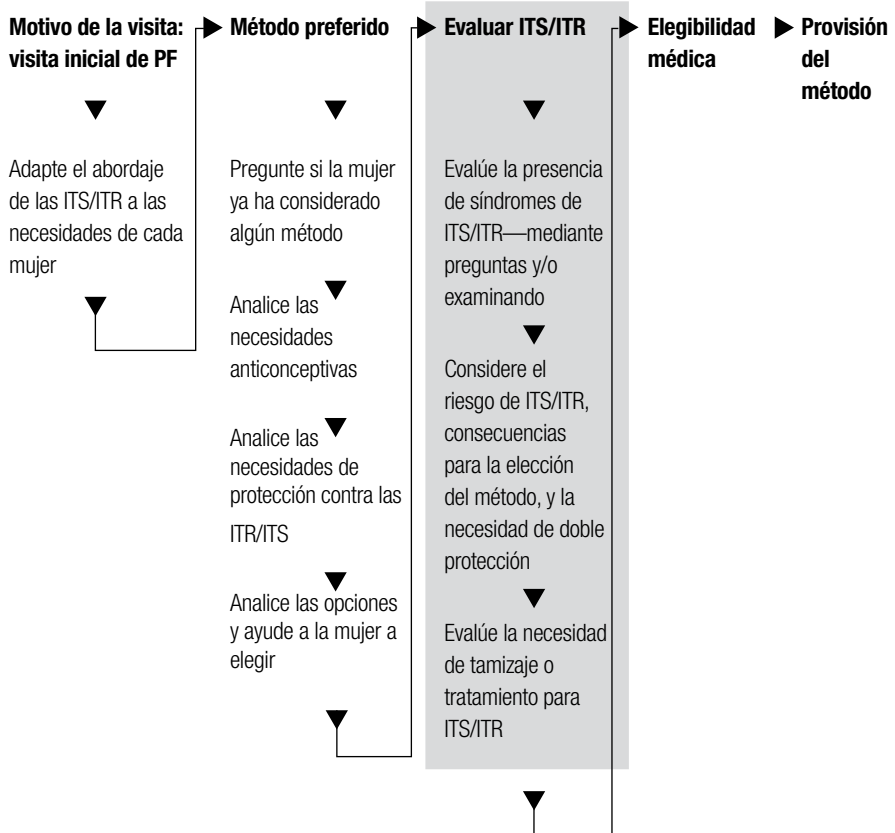 Motivo de la visita:
visita inicial de PF
Adapte el abordaje
de las ITS/ITR a las
necesidades de cada
mujer
Método preferido
Pregunte si la mujer
ya ha considerado
algún método
Analice las
necesidades
anticonceptivas
Analice las
necesidades de
protección contra las
ITR/ITS
Analice las opciones
y ayude a la mujer a
elegir
Evaluar ITS/ITR
Evalúe la presencia
de síndromes de
ITS/ITR—mediante
preguntas y/o
examinando
Considere el
riesgo de ITS/ITR,
consecuencias
para la elección
del método, y la
necesidad de doble
protección
Evalúe la necesidad
de tamizaje o
tratamiento para
ITS/ITR
Elegibilidad
médica
Provisión
del
método